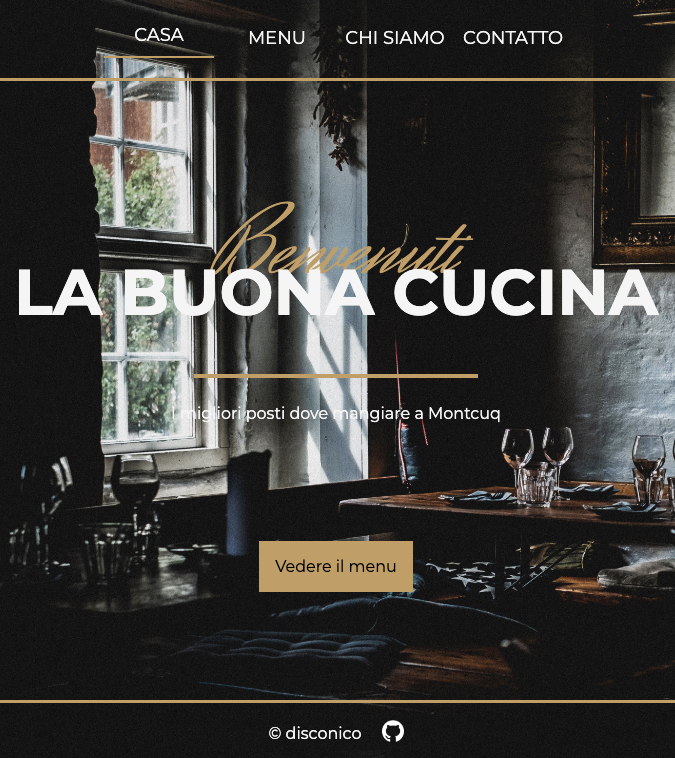 CASA MENU CHI SIAMO CONTATTO
Benvenuti
LA BUONA CUCINA
I migliori posti dove mangiare a Montcuq
Vedere il menu
© disconico